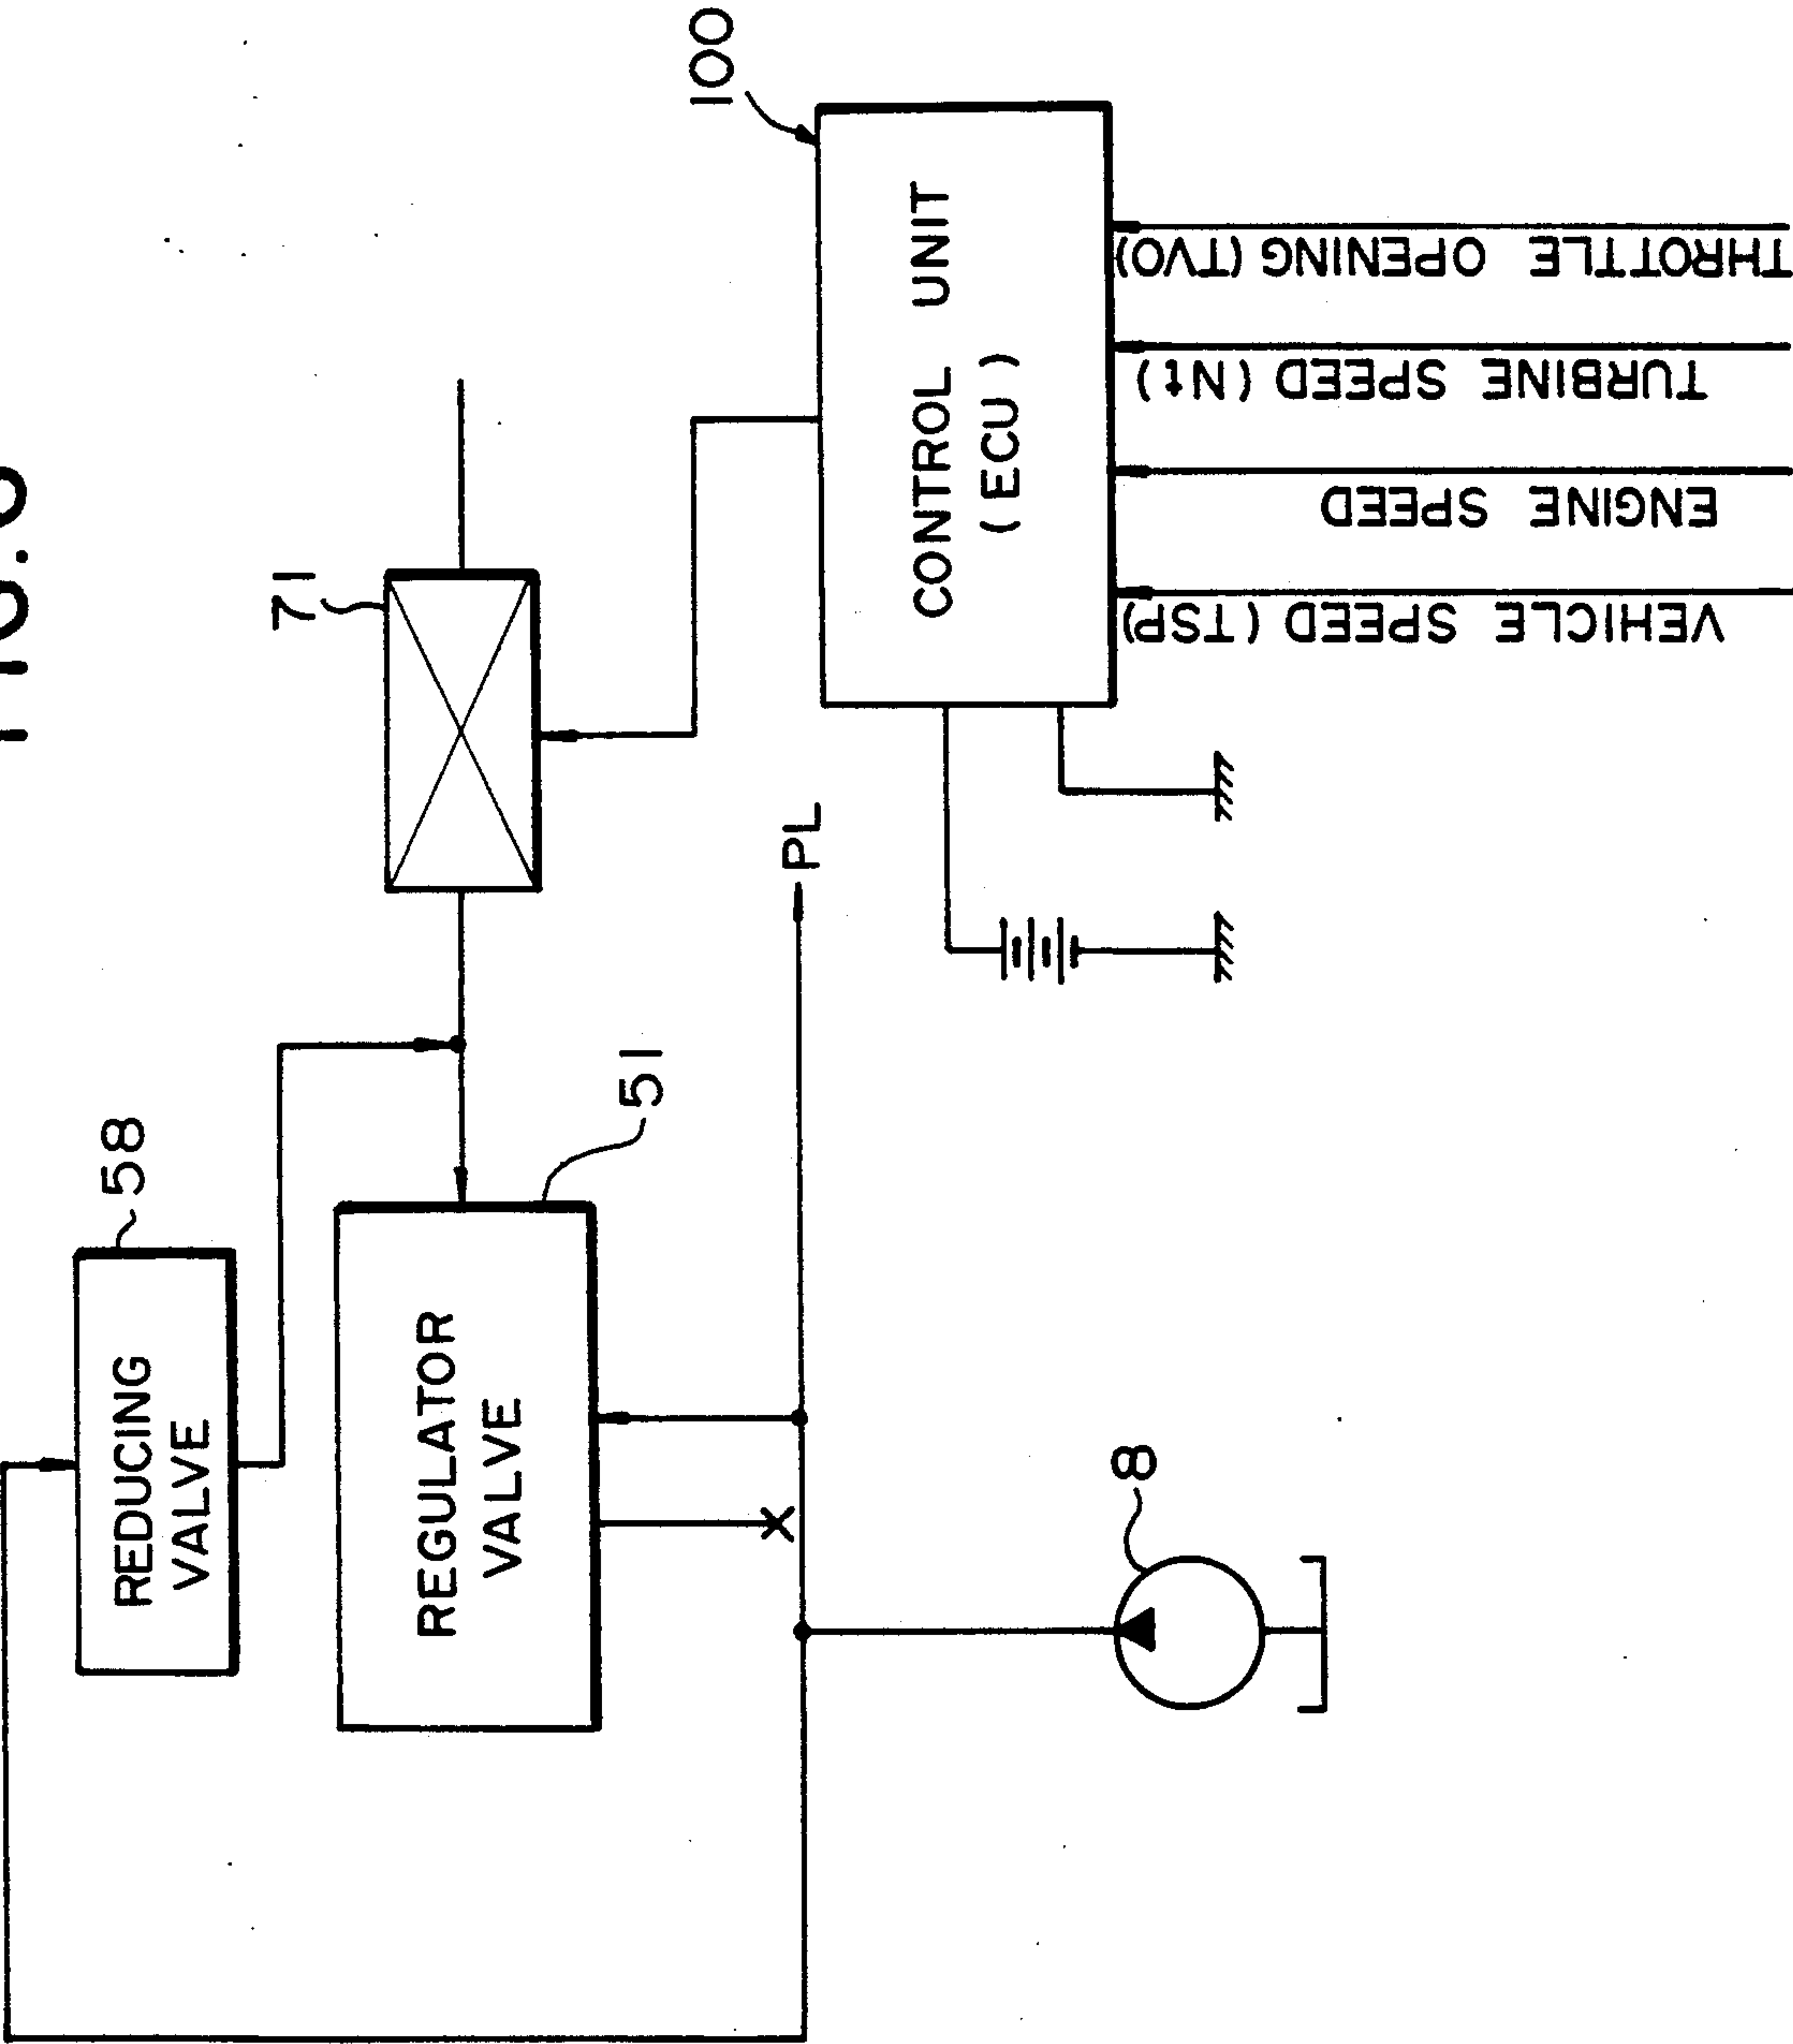 58
REDUCING
VALVE
71
REGULATOR
VALVE
51
PL
100
CONTROL UNIT
(ECU)
8
VEHICLE SPEED (TSP)
ENGINE SPEED
TURBINE SPEED (Nt)
THROTTLE OPENING (TVO)